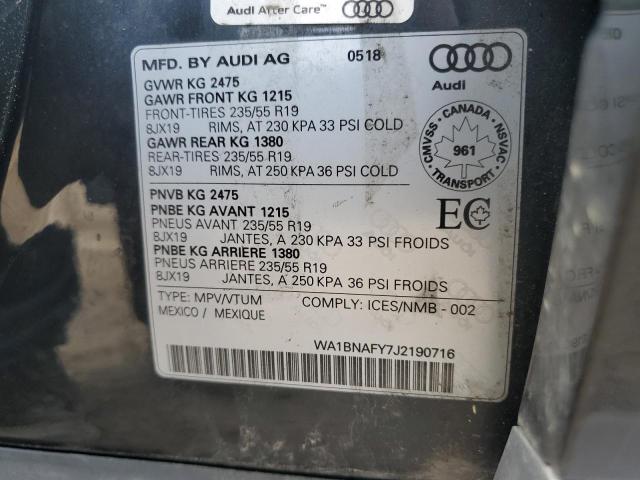 Audi After Care™
MFD. BY AUDI AG 0518
GVWR KG 2475
GAWR FRONT KG 1215
FRONT-TIRES 235/55 R19
8JX19 RIMS, AT 230 KPA 33 PSI COLD
GAWR REAR KG 1380
REAR-TIRES 235/55 R19
8JX19 RIMS, AT 250 KPA 36 PSI COLD
Audi
CMVSS - CANADA - NSVAC
961
TRANSPORT
PNVB KG 2475
PNBE KG AVANT 1215
PNEUS AVANT 235/55 R19
8JX19 JANTES, A 230 KPA 33 PSI FROIDS
PNBE KG ARRIERE 1380
PNEUS ARRIERE 235/55 R19
8JX19 JANTES, A 250 KPA 36 PSI FROIDS
EC
TYPE: MPV/VTUM COMPLY: ICES/NMB - 002
MEXICO / MEXIQUE
WA1BNAFY7J2190716